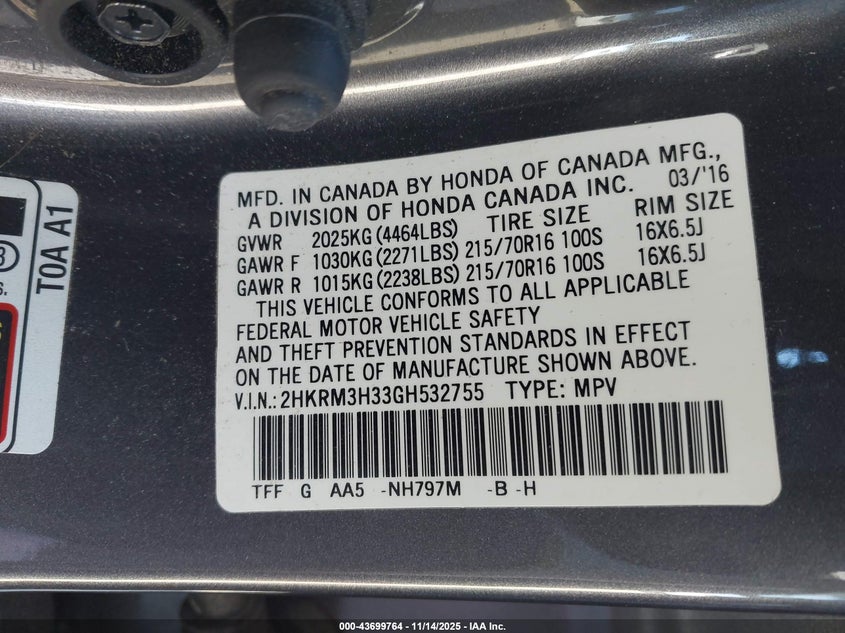 MFD. IN CANADA BY HONDA OF CANADA MFG.,
A DIVISION OF HONDA CANADA INC. 03/'16
GVWR 2025KG(4464LBS) TIRE SIZE RIM SIZE
GAWR F 1030KG(2271LBS) 215/70R16 100S 16X6.5J
GAWR R 1015KG(2238LBS) 215/70R16 100S 16X6.5J
THIS VEHICLE CONFORMS TO ALL APPLICABLE
FEDERAL MOTOR VEHICLE SAFETY
AND THEFT PREVENTION STANDARDS IN EFFECT
ON THE DATE OF MANUFACTURE SHOWN ABOVE.
V.I.N.: 2HKRM3H33GH532755 TYPE: MPV
TFF G AA5 -NH797M -B -H
T0A A1
000-43699764 - 11/14/2025 - IAA Inc.